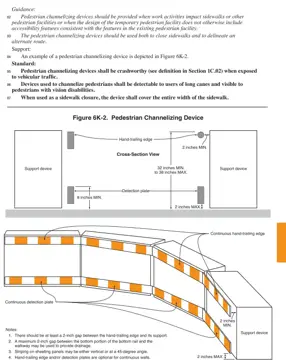 Guidance:
02 Pedestrian channelizing devices should be provided when work activities impact sidewalks or other
pedestrian facilities or when the design of the temporary pedestrian facility does not otherwise include
accessibility features consistent with the features in the existing pedestrian facility.
03 The pedestrian channelizing devices should be used both to close sidewalks and to delineate an
alternate route.
Support:
04 An example of a pedestrian channelizing device is depicted in Figure 6K-2.
Standard:
05 Pedestrian channelizing devices shall be crashworthy (see definition in Section 1C.02) when exposed
to vehicular traffic.
06 Devices used to channelize pedestrians shall be detectable to users of long canes and visible to
pedestrians with vision disabilities.
07 When used as a sidewalk closure, the device shall cover the entire width of the sidewalk.
Figure 6K-2. Pedestrian Channelizing Device
Hand-trailing edge
2 inches MIN.
Cross-Section View
Support device
32 inches MIN.
to 38 inches MAX.
Support device
Detection plate
8 inches MIN.
2 inches MAX.
Continuous hand-trailing edge
Continuous detection plate
2 inches
MIN.
Support device
2 inches MAX.
Notes:
1. There should be at least a 2-inch gap between the hand-trailing edge and its support.
2. A maximum 2-inch gap between the bottom portion of the bottom rail and the
walkway may be used to provide drainage.
3. Striping on sheeting panels may be either vertical or at a 45-degree angle.
4. Hand-trailing edge and/or detection plates are optional for continuous walls.